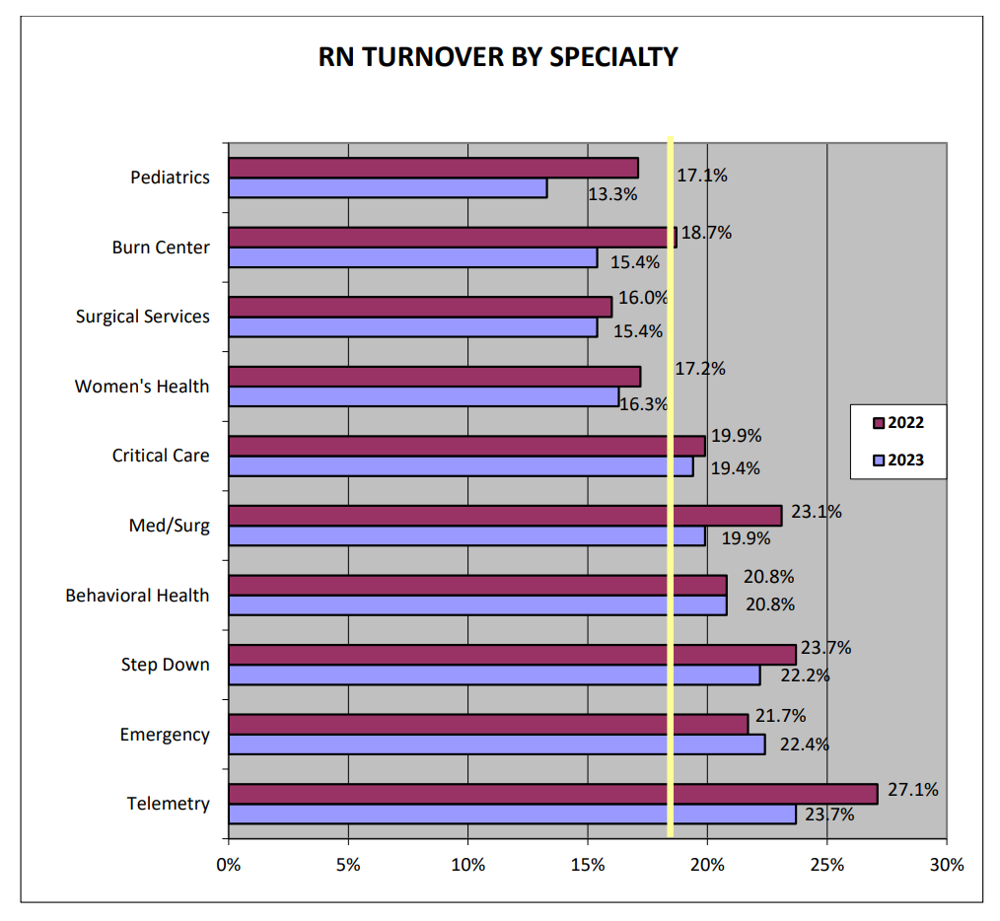 RN TURNOVER BY SPECIALTY
Pediatrics
17.1%
13.3%
Burn Center
18.7%
15.4%
Surgical Services
16.0%
15.4%
Women's Health
17.2%
16.3%
Critical Care
19.9%
19.4%
2022
2023
Med/Surg
23.1%
19.9%
Behavioral Health
20.8%
20.8%
Step Down
23.7%
22.2%
Emergency
21.7%
22.4%
Telemetry
27.1%
23.7%
0% 5% 10% 15% 20% 25% 30%